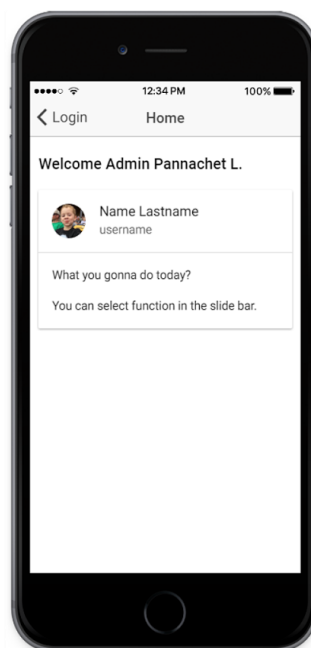 12:34 PM 100%
Login Home
Welcome Admin Pannachet L.
Name Lastname
username
What you gonna do today?
You can select function in the slide bar.